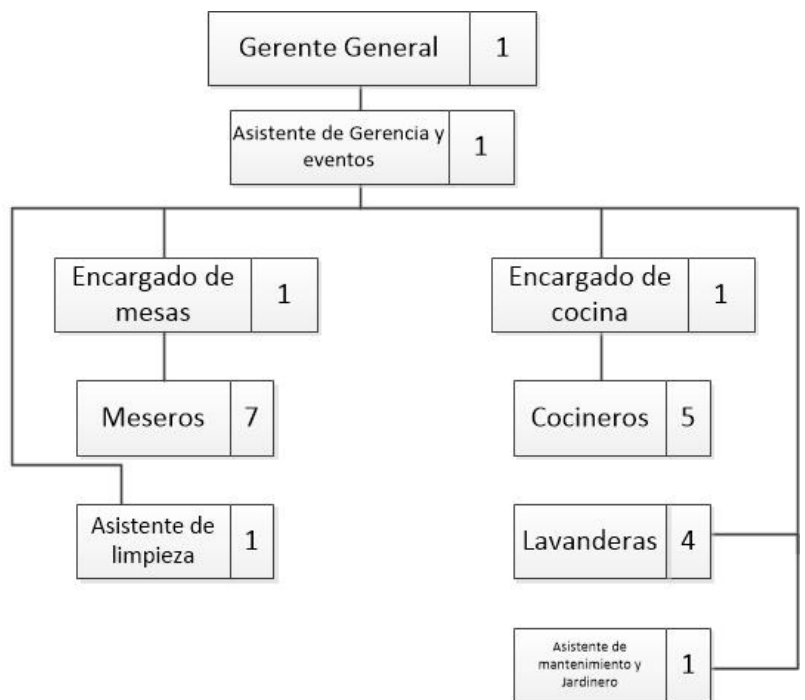 Gerente General 1
Asistente de Gerencia y
eventos
1
Encargado de
mesas
1
Encargado de
cocina
1
Meseros 7
Cocineros 5
Asistente de
limpieza
1
Lavanderas 4
Asistente de
mantenimiento y
Jardinero
1